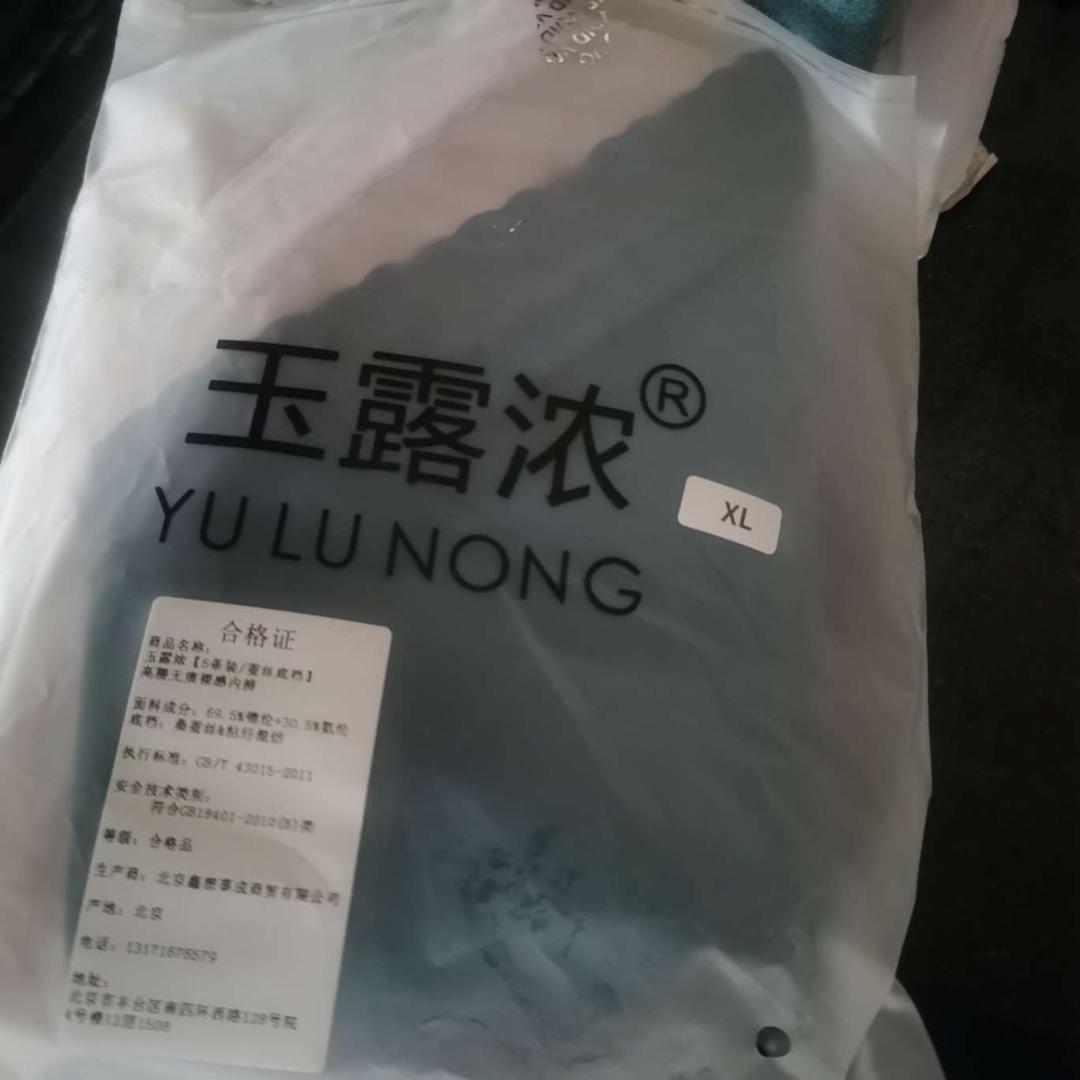 玉露浓®
YU LU NONG
XL
合格证
商品名称:
玉露浓【5条装/蚕丝底裆】
高腰无痕裸感内裤
面料成分: 69.5%锦纶+30.5%氨纶
底裆: 桑蚕丝&粘纤混纺
执行标准: GB/T 43015-2011
安全技术类别:
符合GB18401-2010(B)类
等级: 合格品
生产商: 北京鑫想事成商贸有限公司
产地: 北京
电话: 13171676579
地址:
北京市丰台区南四环西路128号院
4号楼12层1508